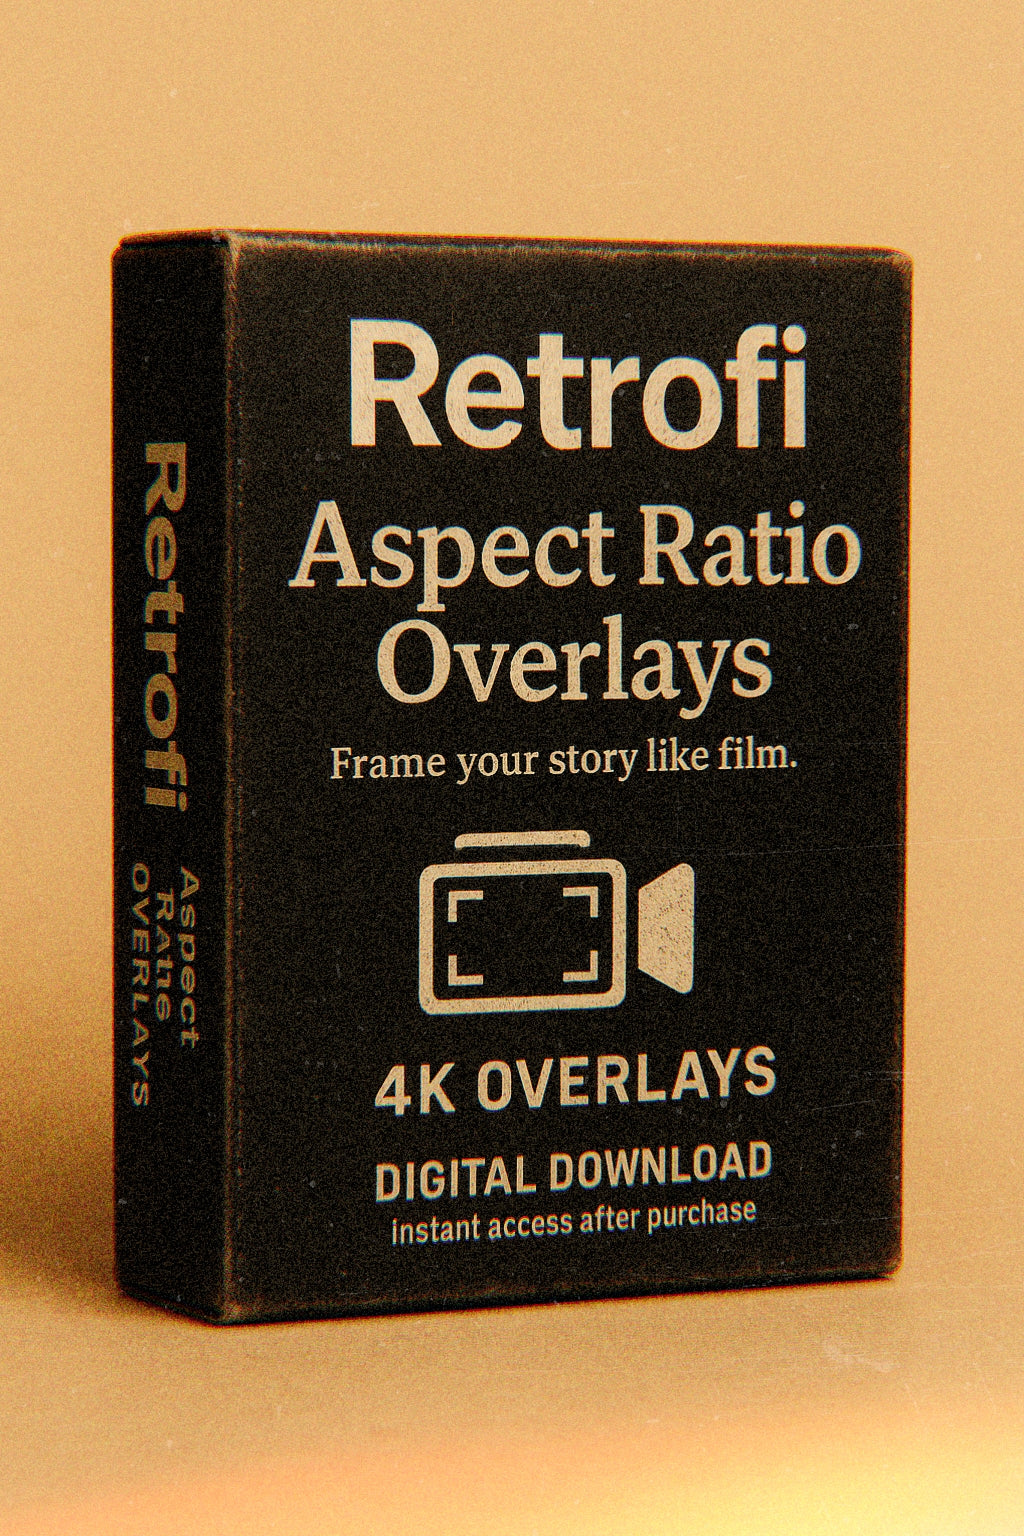 Retrofi
Aspect Ratio
Overlays
Frame your story like film.
4K OVERLAYS
DIGITAL DOWNLOAD
instant access after purchase
Retrofi
Aspect
OVERLAYS